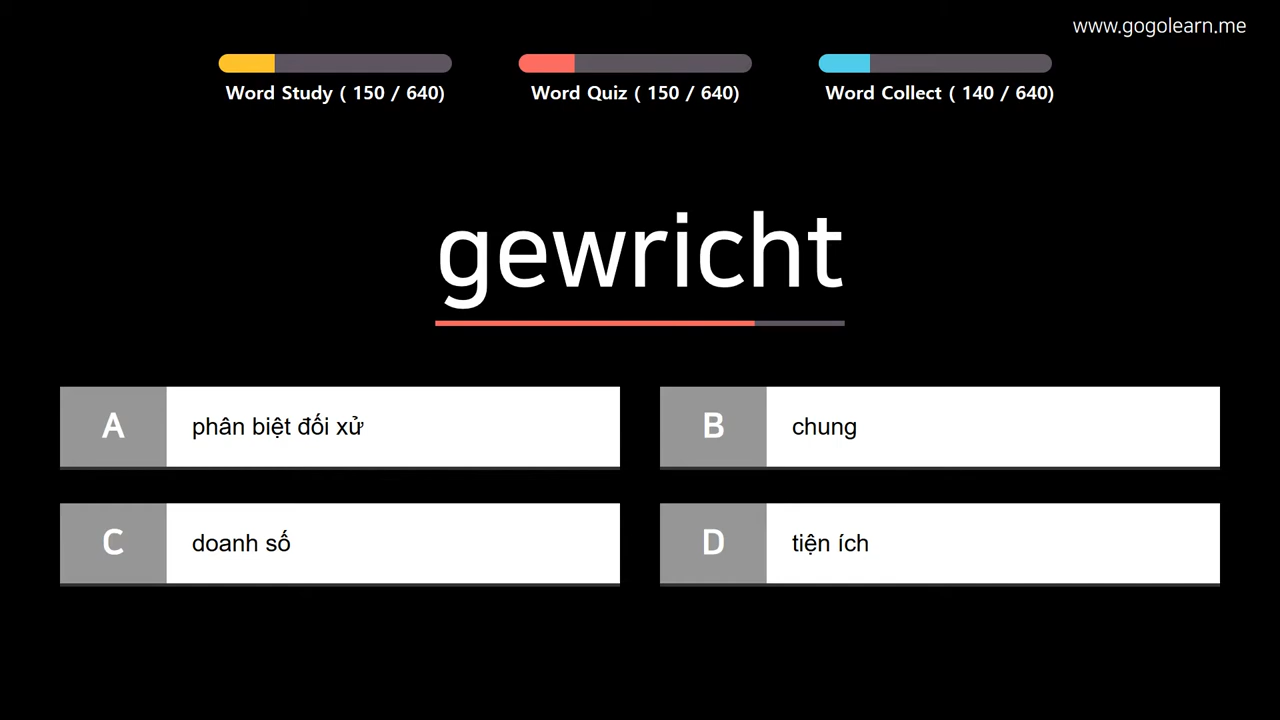 www.gogolearn.me
Word Study ( 150 / 640)
Word Quiz ( 150 / 640)
Word Collect ( 140 / 640)
gewricht
A phân biệt đối xử
B chung
C doanh số
D tiện ích